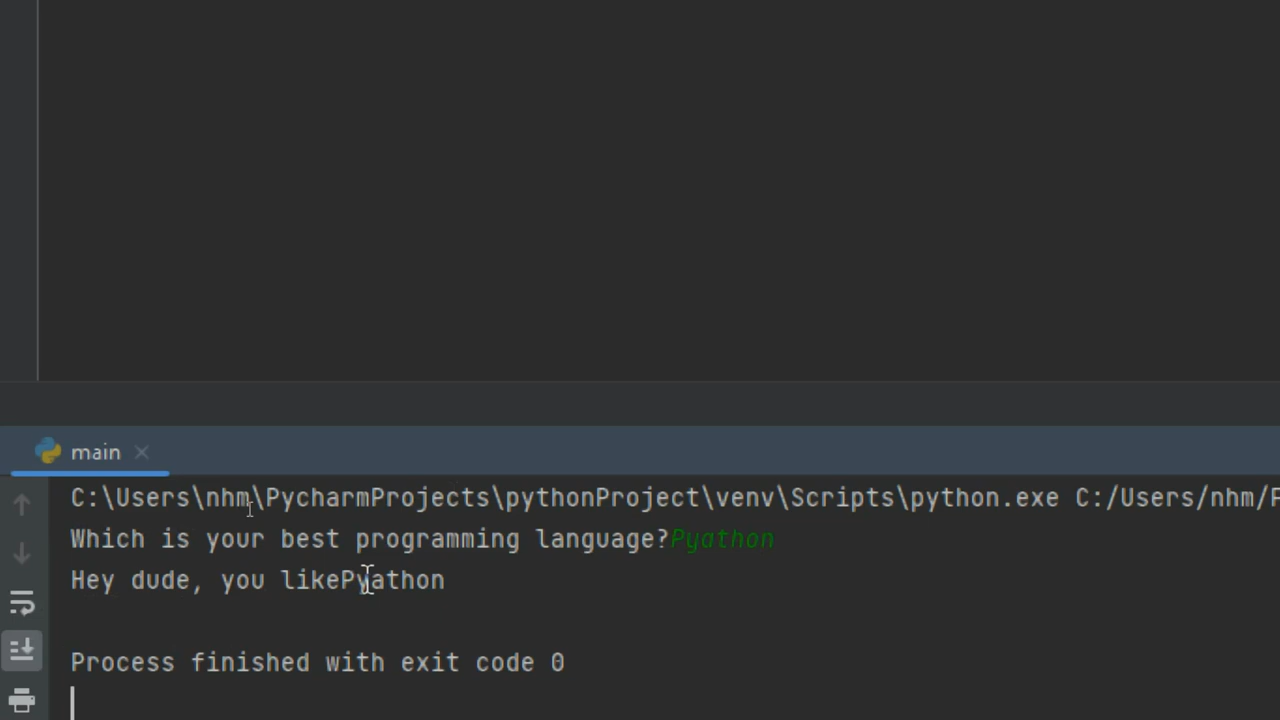 main
C:\Users\nhm\PycharmProjects\pythonProject\venv\Scripts\python.exe C:/Users/nhm/
Which is your best programming language?Pyathon
Hey dude, you likePyathon
Process finished with exit code 0